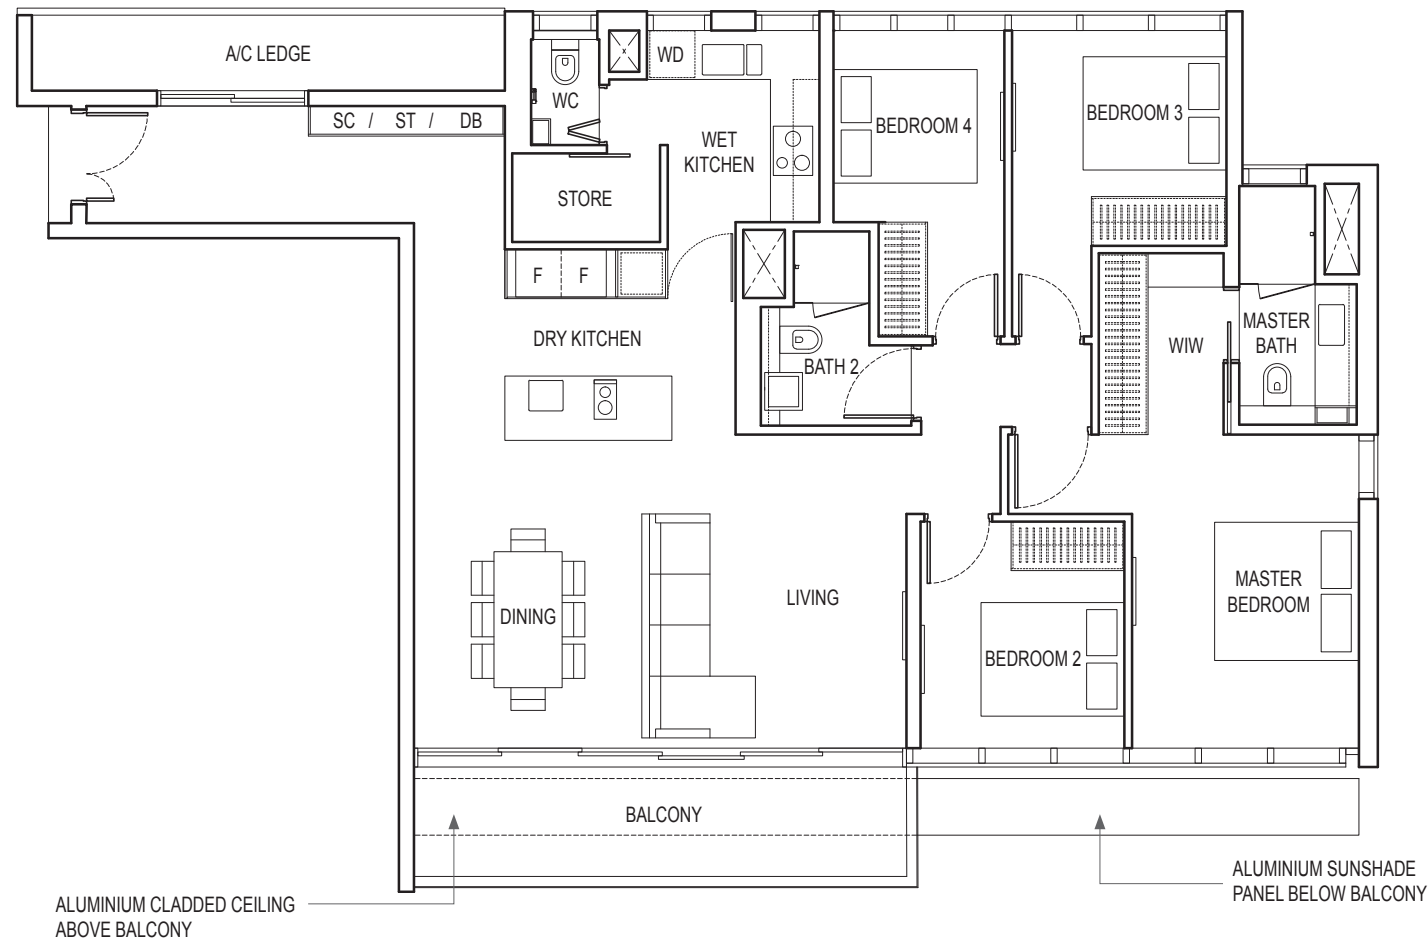 A/C LEDGE
SC / ST / DB
WC
WD
WET
KITCHEN
STORE
F F
DRY KITCHEN
BEDROOM 4
BEDROOM 3
BATH 2
WIW
MASTER
BATH
DINING
LIVING
BEDROOM 2
MASTER
BEDROOM
BALCONY
ALUMINIUM CLADDED CEILING
ABOVE BALCONY
ALUMINIUM SUNSHADE
PANEL BELOW BALCONY